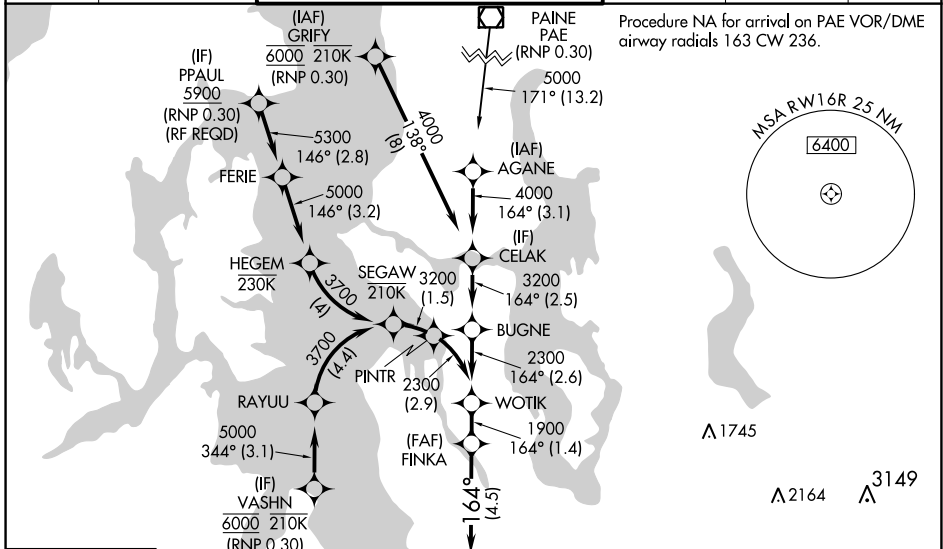 (IAF)
GRIFY
6000 210K
(RNP 0.30)
PAINE
PAE
(RNP 0.30)
5000
171° (13.2)
Procedure NA for arrival on PAE VOR/DME
airway radials 163 CW 236.
(IF)
PPAUL
5900
(RNP 0.30)
(RF REQD)
5300
146° (2.8)
FERIE
5000
146° (3.2)
4000
138°
(8)
(IAF)
AGANE
4000
164° (3.1)
(IF)
CELAK
3200
164° (2.5)
MSA RW16R 25 NM
6400
HEGEM
230K
3700
(4)
SEGAW
210K
3200
(1.5)
BUGNE
2300
164° (2.6)
3700
(4.4)
PINTR
2300
(2.9)
RAYUU
WOTIK
1900
164° (1.4)
(FAF)
FINKA
5000
344° (3.1)
(IF)
VASHN
6000 210K
(RNP 0.30)
164°
(4.5)
1745
2164
3149